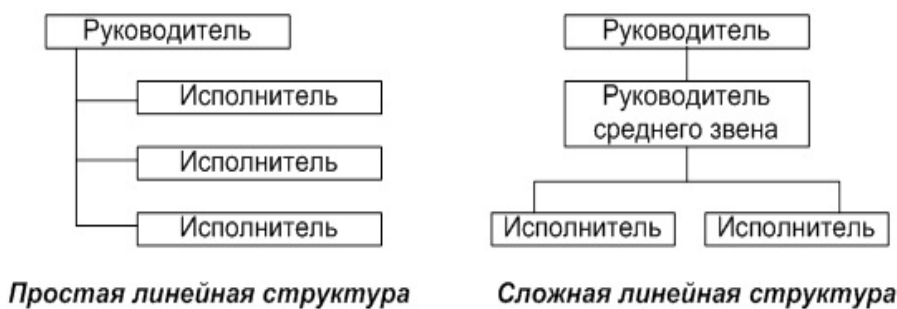 Руководитель
Исполнитель
Исполнитель
Исполнитель
Простая линейная структура
Руководитель
Руководитель
среднего звена
Исполнитель
Исполнитель
Сложная линейная структура